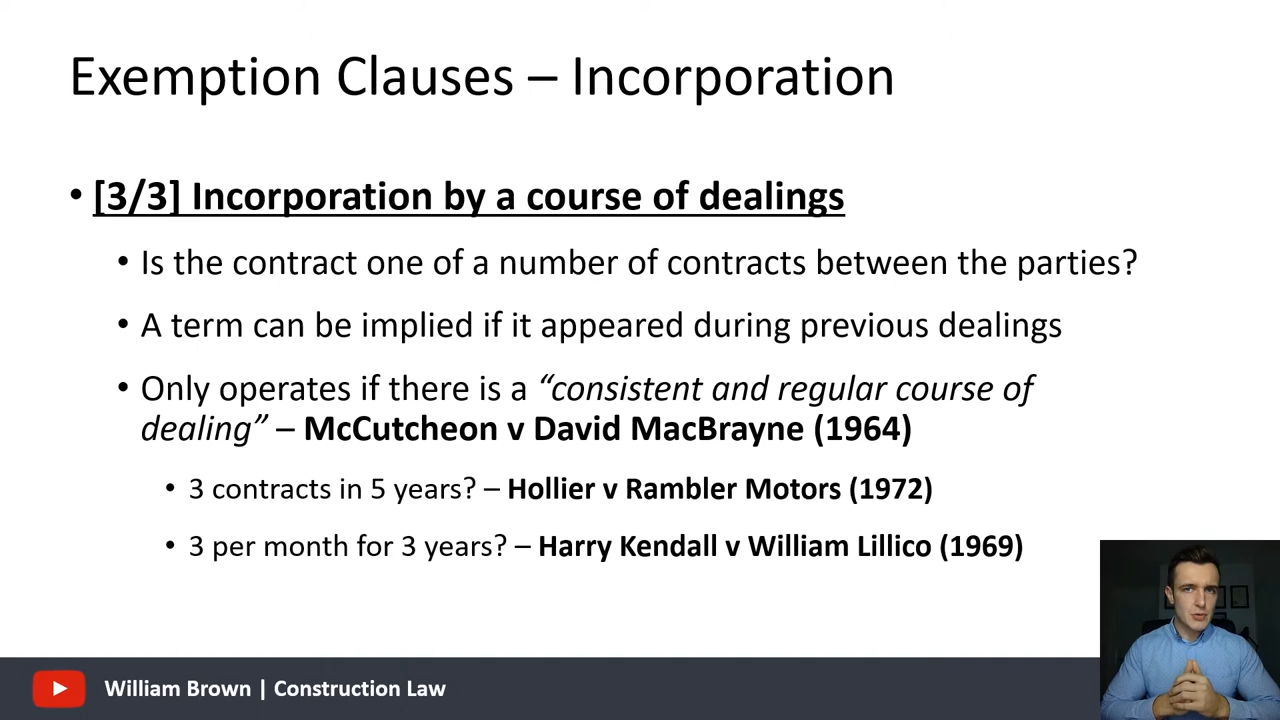 Exemption Clauses – Incorporation
• [3/3] Incorporation by a course of dealings
• Is the contract one of a number of contracts between the parties?
• A term can be implied if it appeared during previous dealings
• Only operates if there is a “consistent and regular course of
dealing” – McCutcheon v David MacBrayne (1964)
• 3 contracts in 5 years? – Hollier v Rambler Motors (1972)
• 3 per month for 3 years? – Harry Kendall v William Lillico (1969)
William Brown | Construction Law